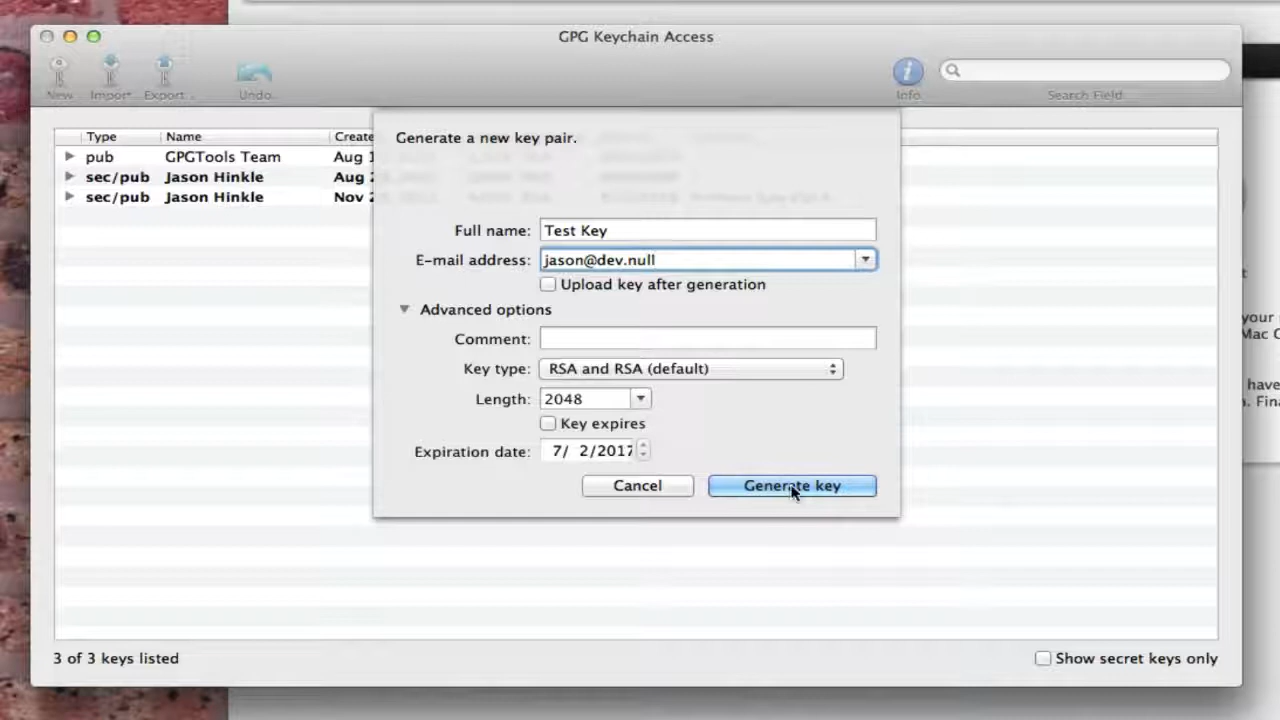 GPG Keychain Access
New Import Export Undo Info Search Field
Type Name Create
pub GPGTools Team Aug 1
sec/pub Jason Hinkle Aug 2
sec/pub Jason Hinkle Nov 2
Generate a new key pair.
Full name: Test Key
E-mail address: jason@dev.null
Upload key after generation
Advanced options
Comment:
Key type: RSA and RSA (default)
Length: 2048
Key expires
Expiration date: 7/ 2/2017
Cancel Generate key
3 of 3 keys listed
Show secret keys only
your
Mac
have
. Fina